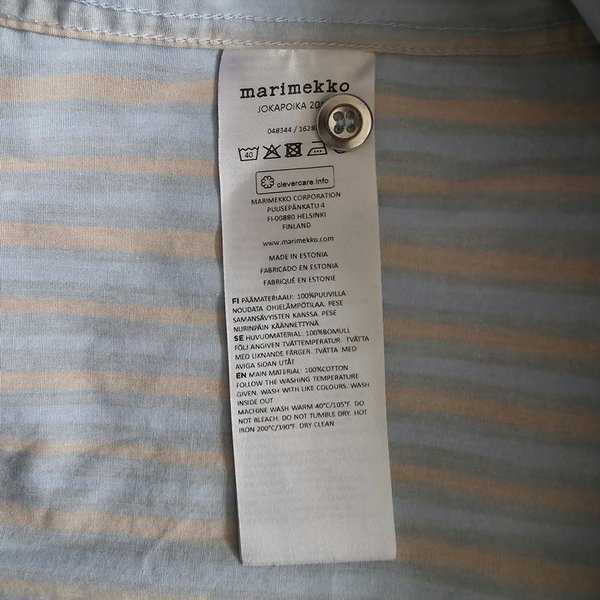 marimekko
JOKAPOIKA
048344 /
40
clevercare.info
MARIMEKKO CORPORATION
PUUSEPÄNKATU 4
FI-00880 HELSINKI
FINLAND
www.marimekko.com
MADE IN ESTONIA
FABRICADO EN ESTONIA
FABRIQUÉ EN ESTONIE
FI PÄÄMATERIAALI: 100%PUUVILLA
NOUDATA OHJELÄMPÖTILAA. PESE
SAMANSÄVYISTEN KANSSA. PESE
NURINPÄIN KÄÄNNETTYNÄ
SE HUVUDMATERIAL: 100%BOMULL
FÖLJ ANGIVEN TVÄTTEMPERATUR. TVÄTTA
MED LIKNANDE FÄRGER. TVÄTTA MED
AVIGA SIDAN UTÅT
EN MAIN MATERIAL: 100%COTTON
FOLLOW THE WASHING TEMPERATURE
GIVEN. WASH WITH LIKE COLOURS. WASH
INSIDE OUT
MACHINE WASH WARM 40°C/105°F. DO
NOT BLEACH. DO NOT TUMBLE DRY. HOT
IRON 200°C/390°F. DRY CLEAN